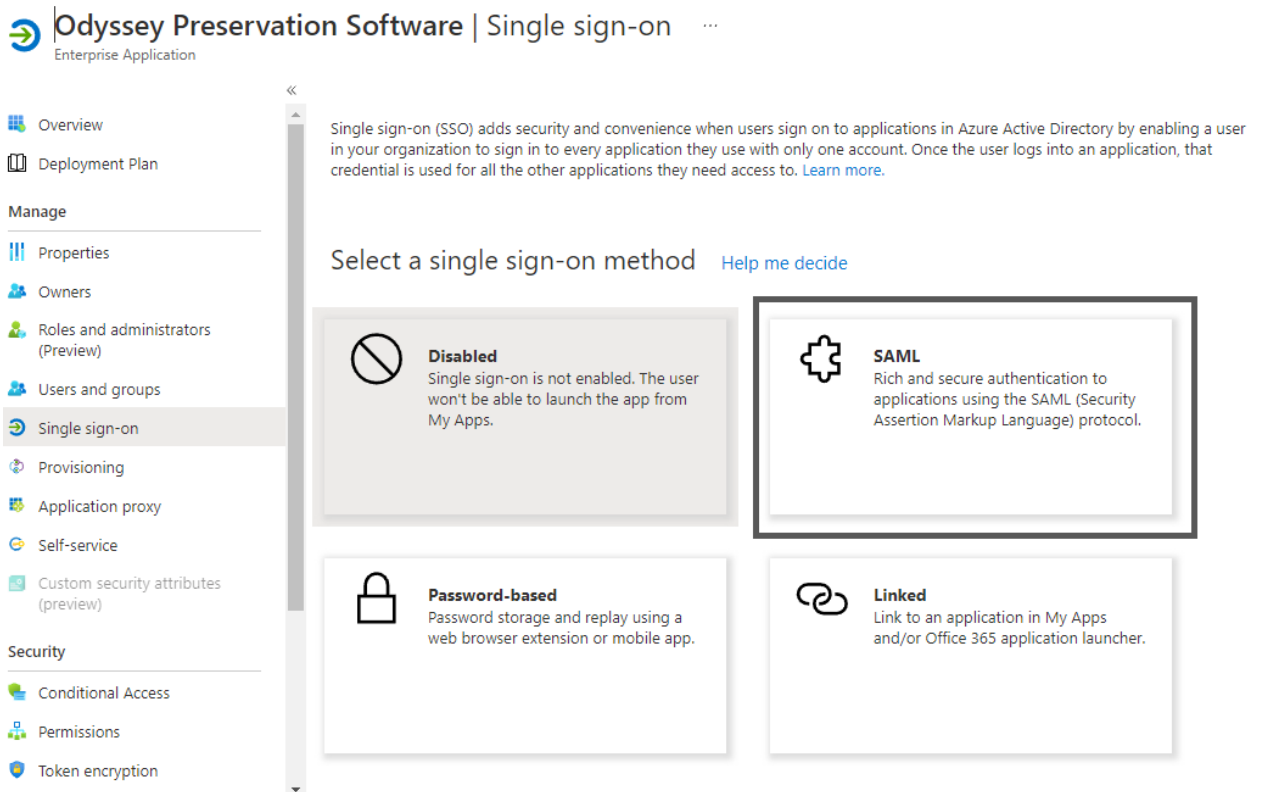 Odyssey Preservation Software | Single sign-on ...
Enterprise Application
«
Overview
Deployment Plan
Manage
Properties
Owners
Roles and administrators
(Preview)
Users and groups
Single sign-on
Provisioning
Application proxy
Self-service
Custom security attributes
(preview)
Security
Conditional Access
Permissions
Token encryption
Single sign-on (SSO) adds security and convenience when users sign on to applications in Azure Active Directory by enabling a user
in your organization to sign in to every application they use with only one account. Once the user logs into an application, that
credential is used for all the other applications they need access to. Learn more.
Select a single sign-on method Help me decide
Disabled
Single sign-on is not enabled. The user
won't be able to launch the app from
My Apps.
SAML
Rich and secure authentication to
applications using the SAML (Security
Assertion Markup Language) protocol.
Password-based
Password storage and replay using a
web browser extension or mobile app.
Linked
Link to an application in My Apps
and/or Office 365 application launcher.